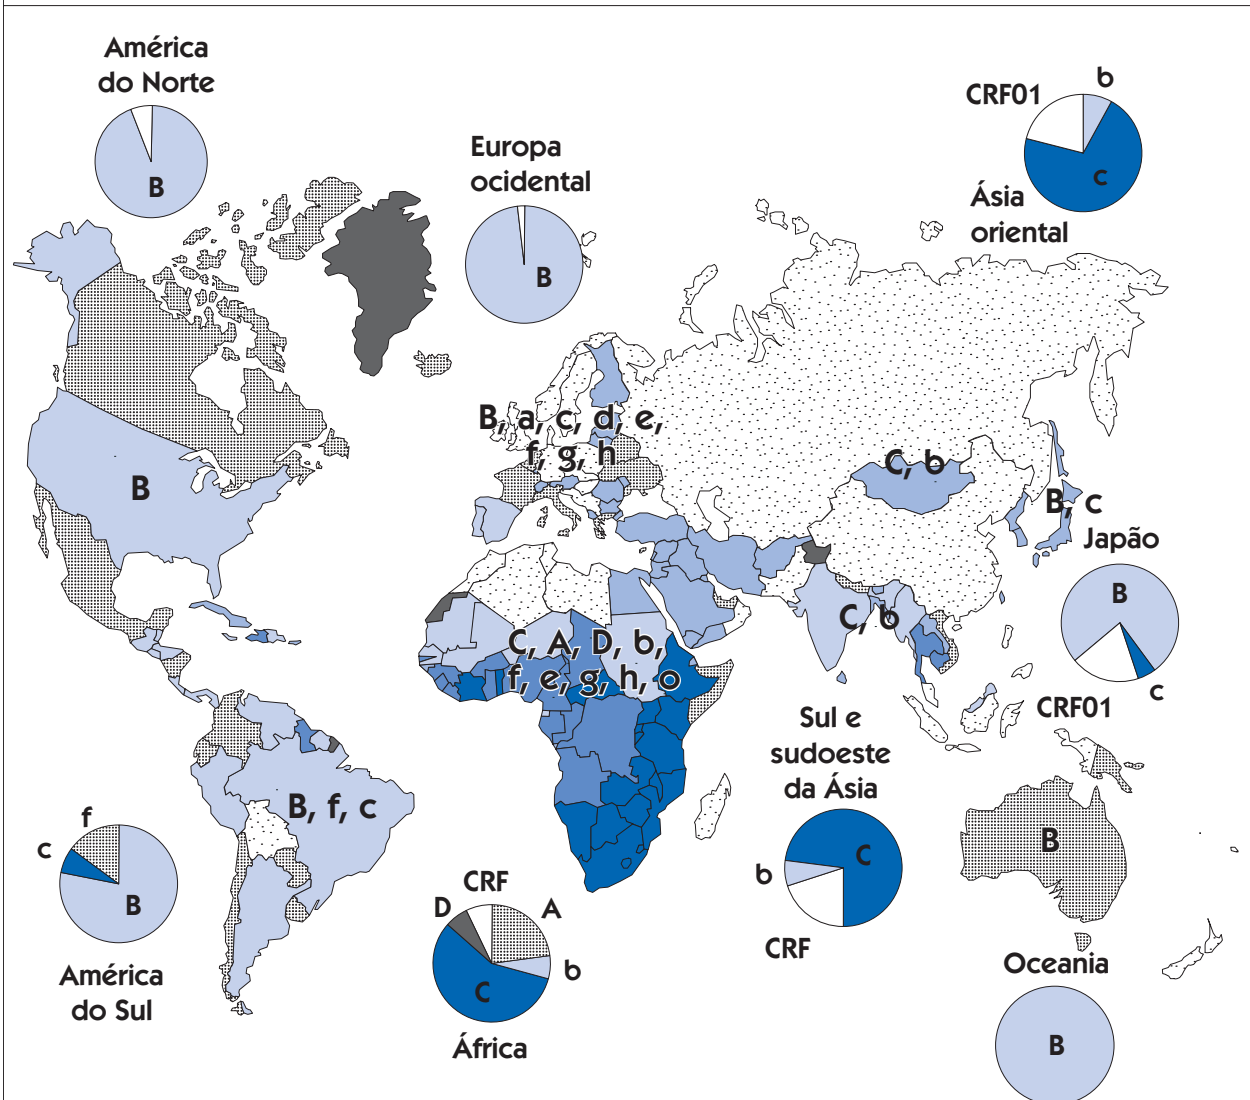 América
do Norte
B
Europa
ocidental
B
CRF01
b
c
Ásia
oriental
B, a, c, d, e,
f, g, h
B
C, b
B, c
Japão
B
c
CRF01
C, b
C, A, D, b,
f, e, g, h, o
Sul e
sudoeste
da Ásia
C
b
CRF
B, f, c
f
c
B
América
do Sul
CRF
D
A
b
C
África
B
Oceania
B